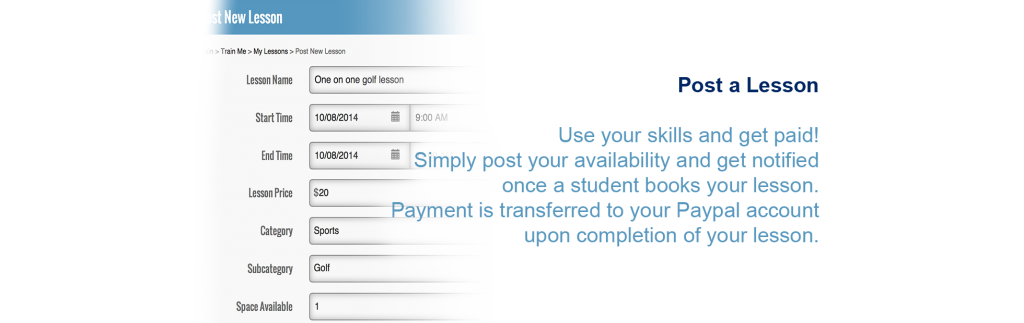 st New Lesson
> Train Me > My Lessons > Post New Lesson
Lesson Name One on one golf lesson
Start Time 10/08/2014 9:00 AM
End Time 10/08/2014
Lesson Price $20
Category Sports
Subcategory Golf
Space Available 1
Post a Lesson
Use your skills and get paid!
Simply post your availability and get notified
once a student books your lesson.
Payment is transferred to your Paypal account
upon completion of your lesson.